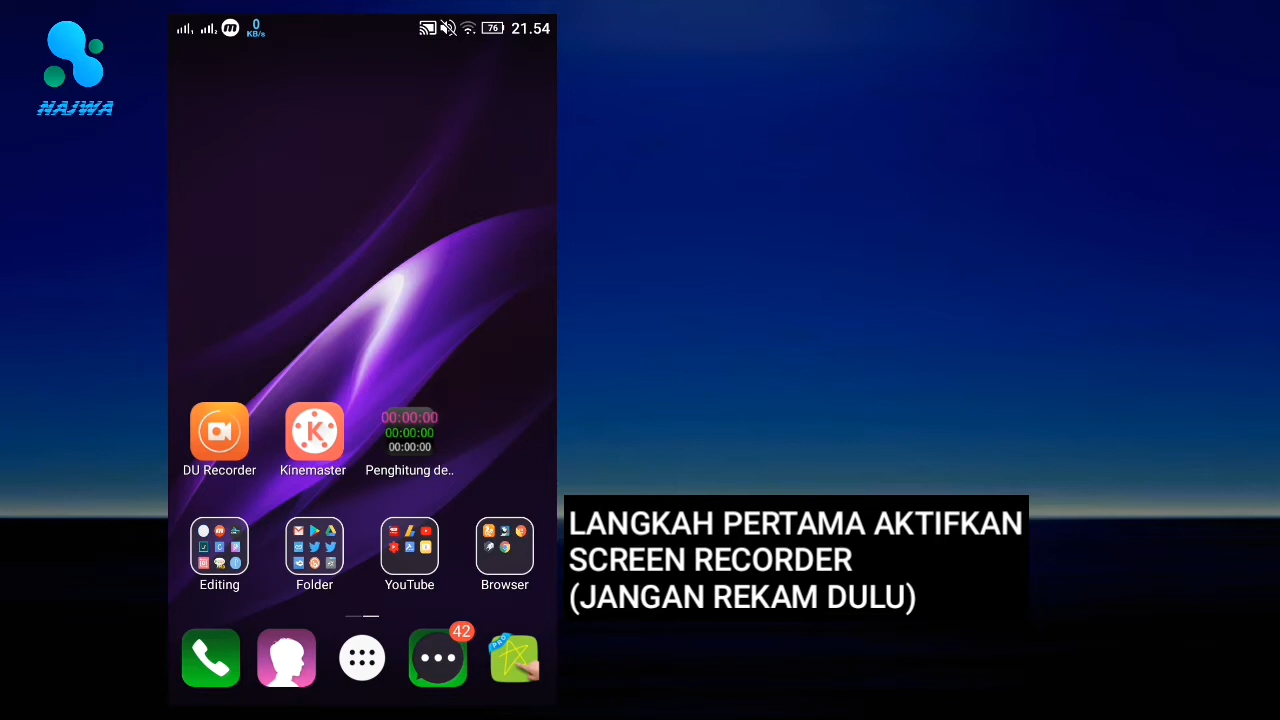 NAJWA
0
KB/s
76
21.54
00:00:00
00:00:00
00:00:00
DU Recorder
Kinemaster
Penghitung de..
Editing
Folder
YouTube
Browser
42
PRO
LANGKAH PERTAMA AKTIFKAN
SCREEN RECORDER
(JANGAN REKAM DULU)